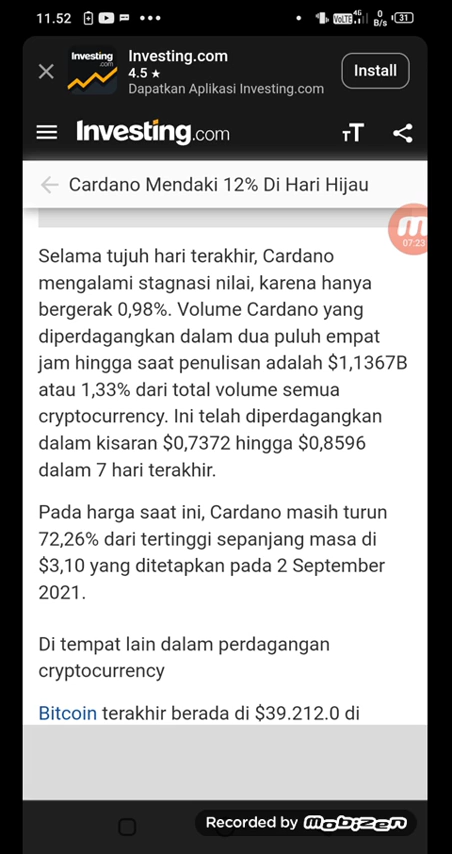 11.52
VoLTE 4G 0 B/s 31
Investing.com
Investing.com
4.5 ★
Dapatkan Aplikasi Investing.com
Install
Investing.com
TT
Cardano Mendaki 12% Di Hari Hijau
07:23
Selama tujuh hari terakhir, Cardano
mengalami stagnasi nilai, karena hanya
bergerak 0,98%. Volume Cardano yang
diperdagangkan dalam dua puluh empat
jam hingga saat penulisan adalah $1,1367B
atau 1,33% dari total volume semua
cryptocurrency. Ini telah diperdagangkan
dalam kisaran $0,7372 hingga $0,8596
dalam 7 hari terakhir.
Pada harga saat ini, Cardano masih turun
72,26% dari tertinggi sepanjang masa di
$3,10 yang ditetapkan pada 2 September
2021.
Di tempat lain dalam perdagangan
cryptocurrency
Bitcoin terakhir berada di $39.212.0 di
Recorded by Mobizen